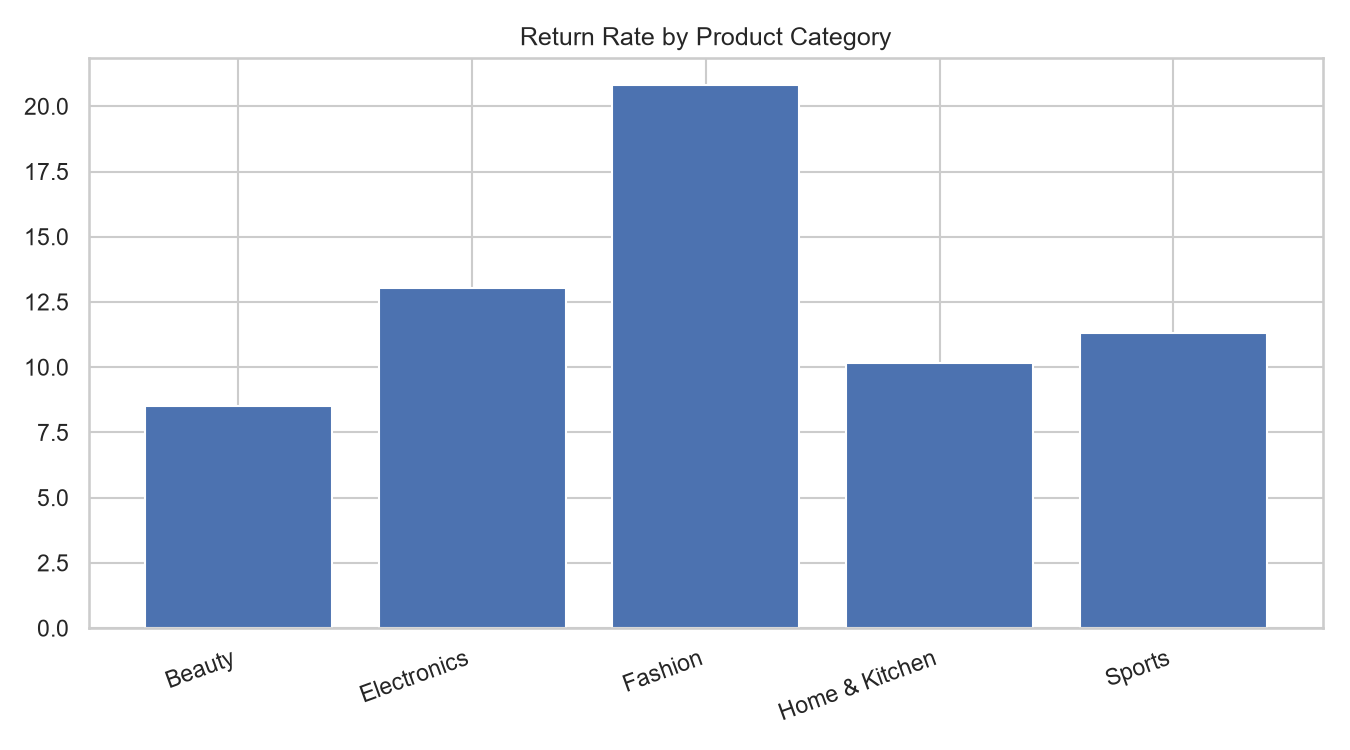 Return Rate by Product Category
20.0
17.5
15.0
12.5
10.0
7.5
5.0
2.5
0.0
Beauty
Electronics
Fashion
Home & Kitchen
Sports